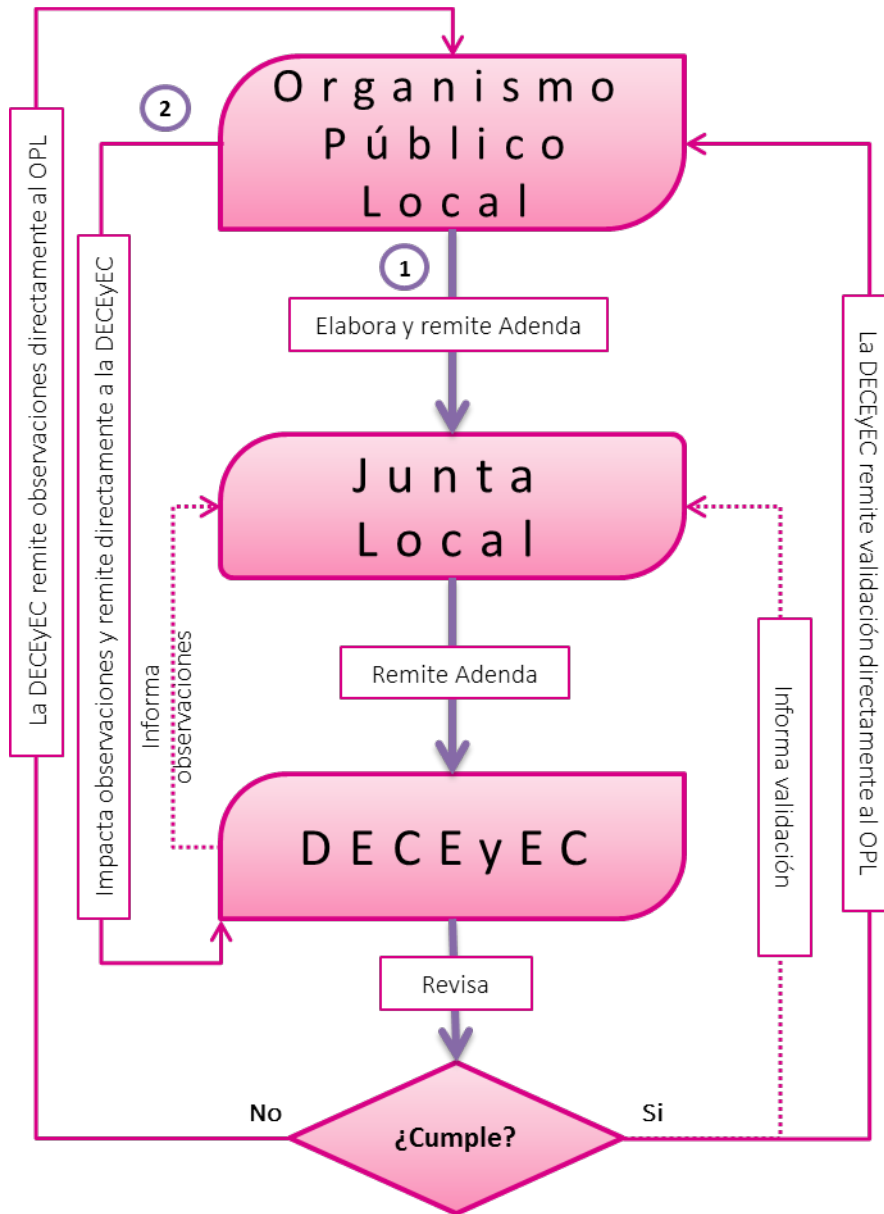 Organismo
Público
Local
2
1
Elabora y remite Adenda
Junta
Local
Remite Adenda
DECEyEC
Revisa
¿Cumple?
No
Si
La DECEyEC remite observaciones directamente al OPL
Impacta observaciones y remite directamente a la DECEyEC
Informa
observaciones
Informa validación
La DECEyEC remite validación directamente al OPL